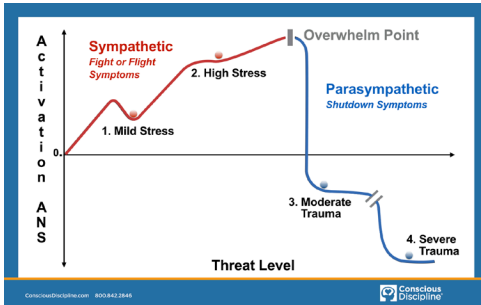 Activation ANS
Sympathetic
Fight or Flight
Symptoms
2. High Stress
Overwhelm Point
1. Mild Stress
Parasympathetic
Shutdown Symptoms
0.
3. Moderate
Trauma
4. Severe
Trauma
Threat Level
ConsciousDiscipline.com 800.842.2846
Conscious
Discipline®